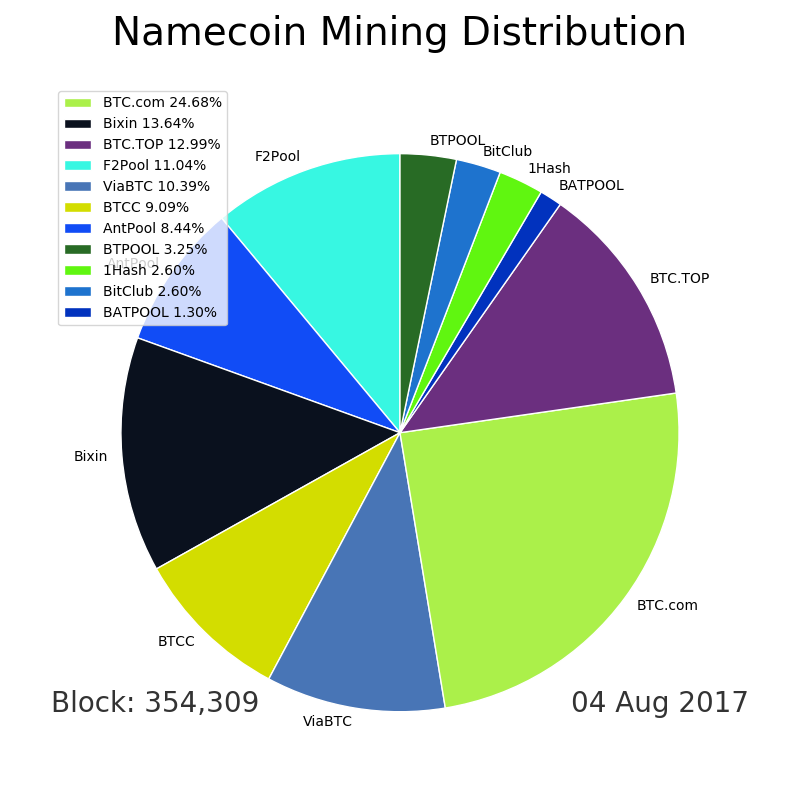 Namecoin Mining Distribution
BTC.com 24.68%
Bixin 13.64%
BTC.TOP 12.99%
F2Pool 11.04%
ViaBTC 10.39%
BTCC 9.09%
AntPool 8.44%
BTPOOL 3.25%
1Hash 2.60%
BitClub 2.60%
BATPOOL 1.30%
F2Pool
BTPOOL
BitClub
1Hash
BATPOOL
AntPool
BTC.TOP
Bixin
BTC.com
BTCC
ViaBTC
Block: 354,309
04 Aug 2017